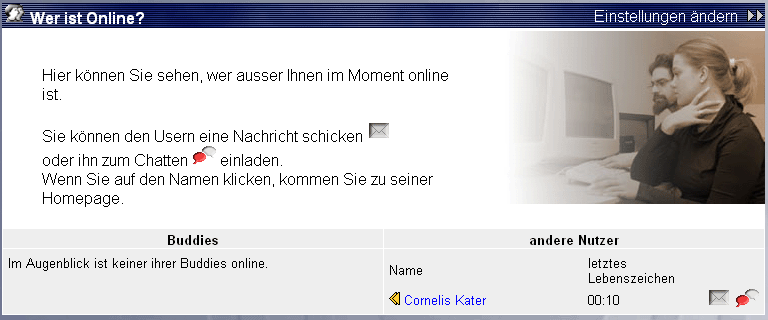 Wer ist Online?
Einstellungen ändern
Hier können Sie sehen, wer ausser Ihnen im Moment online
ist.
Sie können den Usern eine Nachricht schicken
oder ihn zum Chatten einladen.
Wenn Sie auf den Namen klicken, kommen Sie zu seiner
Homepage.
Buddies
andere Nutzer
Im Augenblick ist keiner ihrer Buddies online.
Name
letztes
Lebenszeichen
Cornelis Kater
00:10